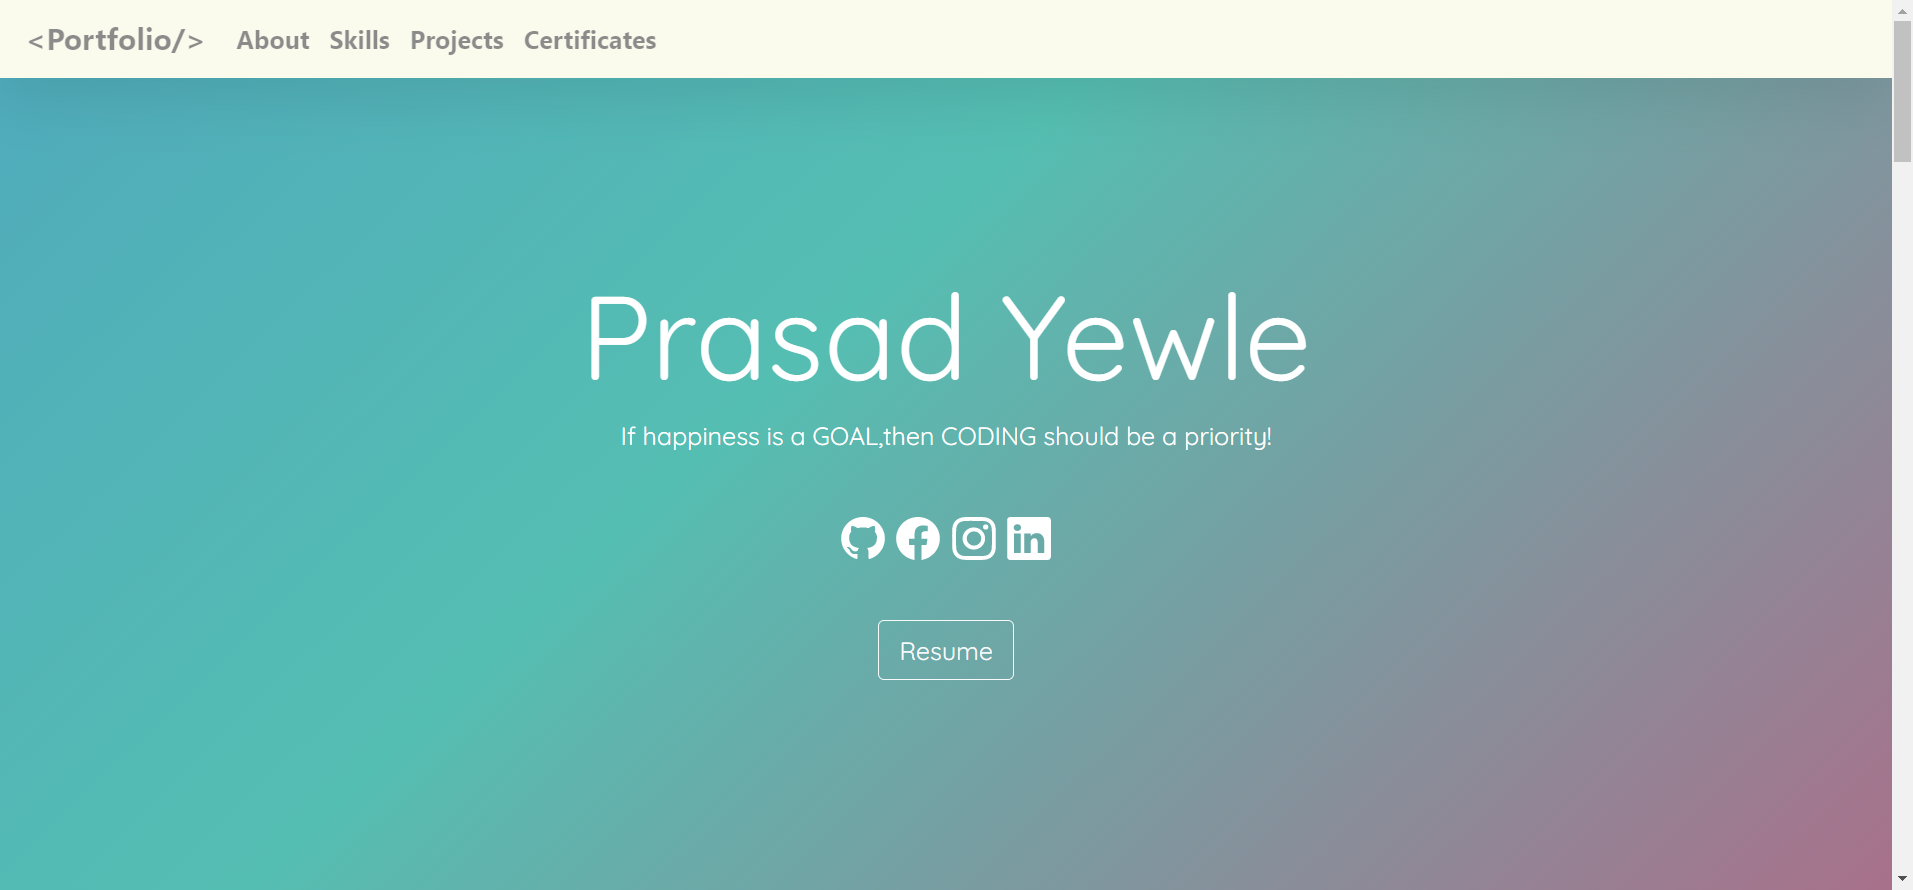 <Portfolio/> About Skills Projects Certificates
Prasad Yewle
If happiness is a GOAL,then CODING should be a priority!
Resume